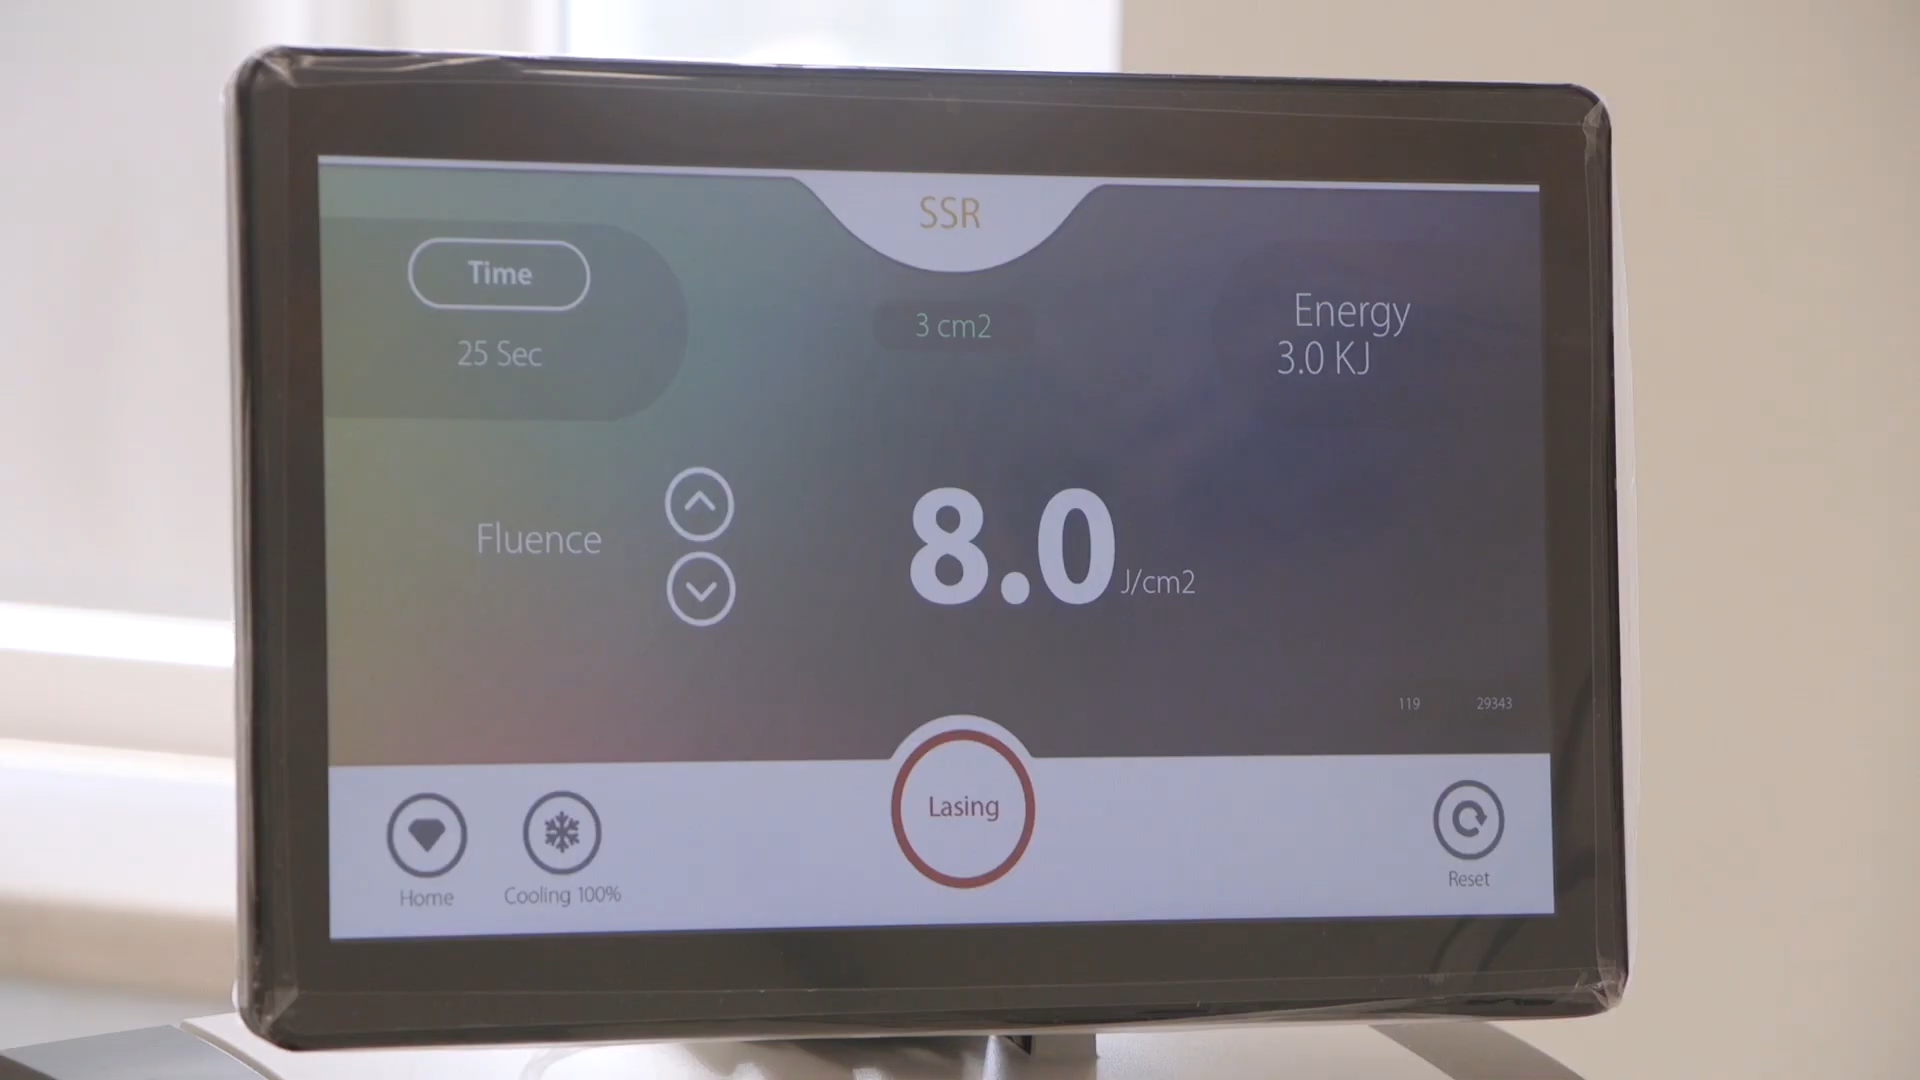 SSR
Time
25 Sec
3 cm2
Energy
3.0 KJ
Fluence
8.0 J/cm2
119 29343
Lasing
Home
Cooling 100%
Reset